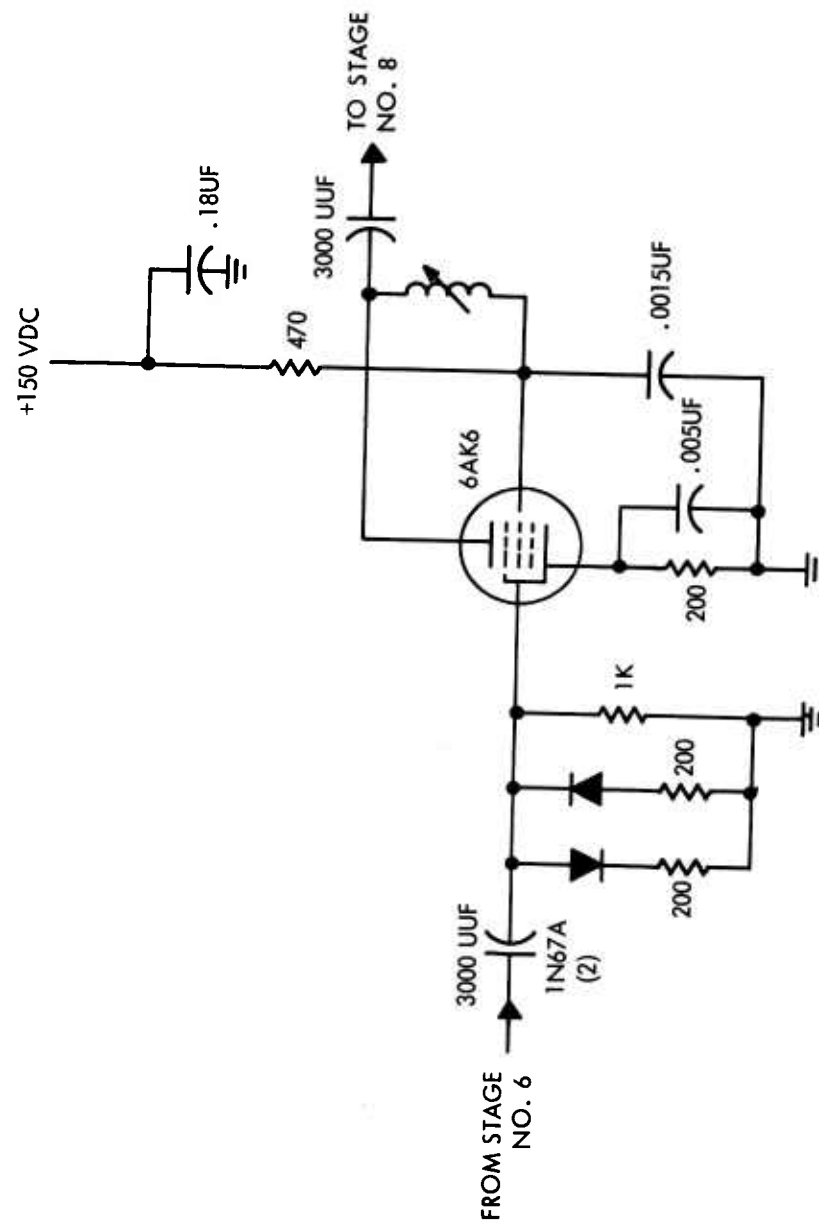 +150 VDC
.18UF
470
3000 UUF
TO STAGE
NO. 8
6AK6
.0015UF
.005UF
200
FROM STAGE
NO. 6
3000 UUF
1N67A
(2)
200
200
1K